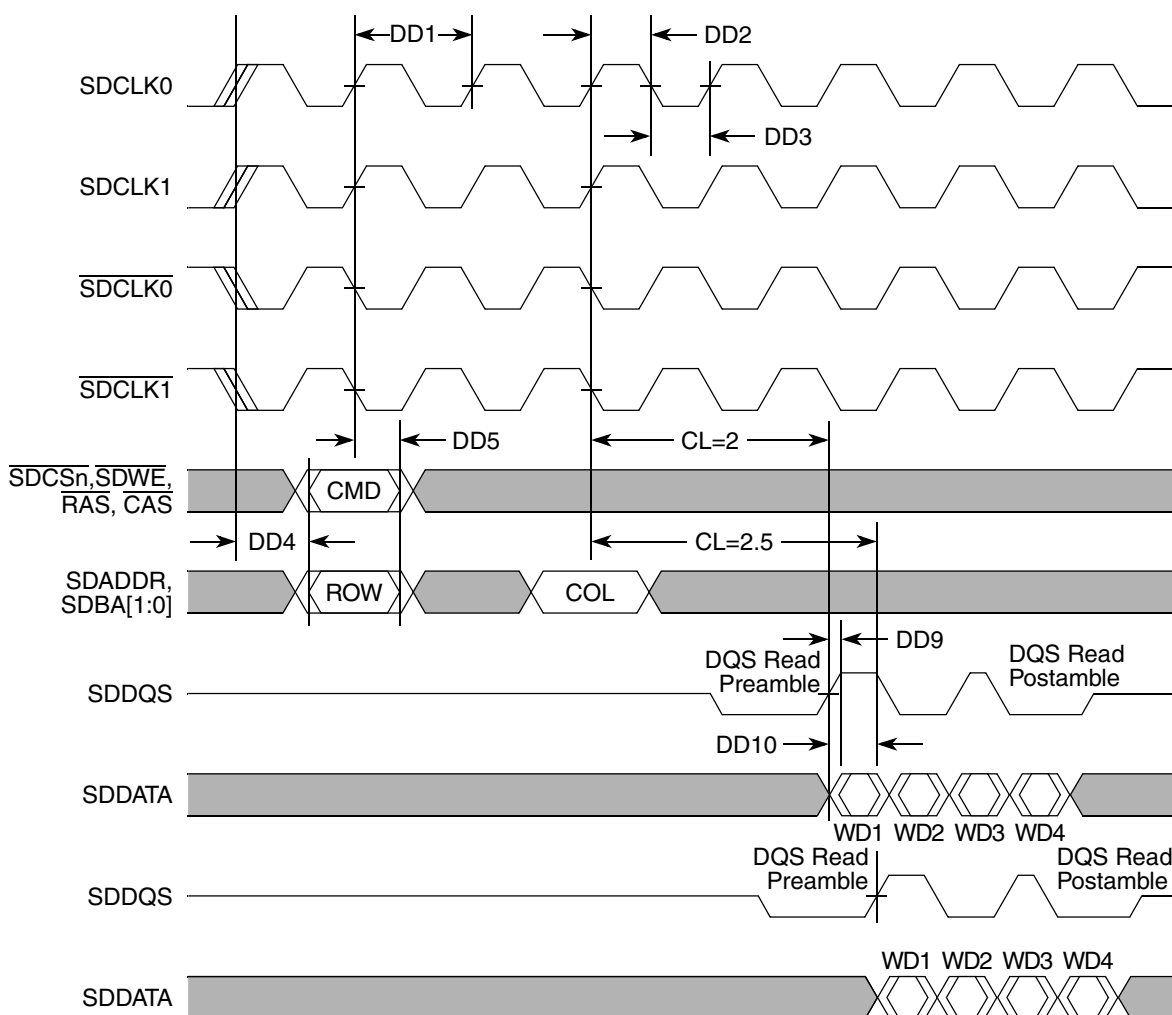 DD1
DD2
SDCLK0
DD3
SDCLK1
SDCLK0
SDCLK1
DD5
CL=2
SDCSn,SDWE,
RAS, CAS
CMD
DD4
CL=2.5
SDADDR,
SDBA[1:0]
ROW
COL
DD9
DQS Read
Preamble
DQS Read
Postamble
SDDQS
DD10
SDDATA
WD1 WD2 WD3 WD4
DQS Read
Preamble
DQS Read
Postamble
SDDQS
WD1 WD2 WD3 WD4
SDDATA